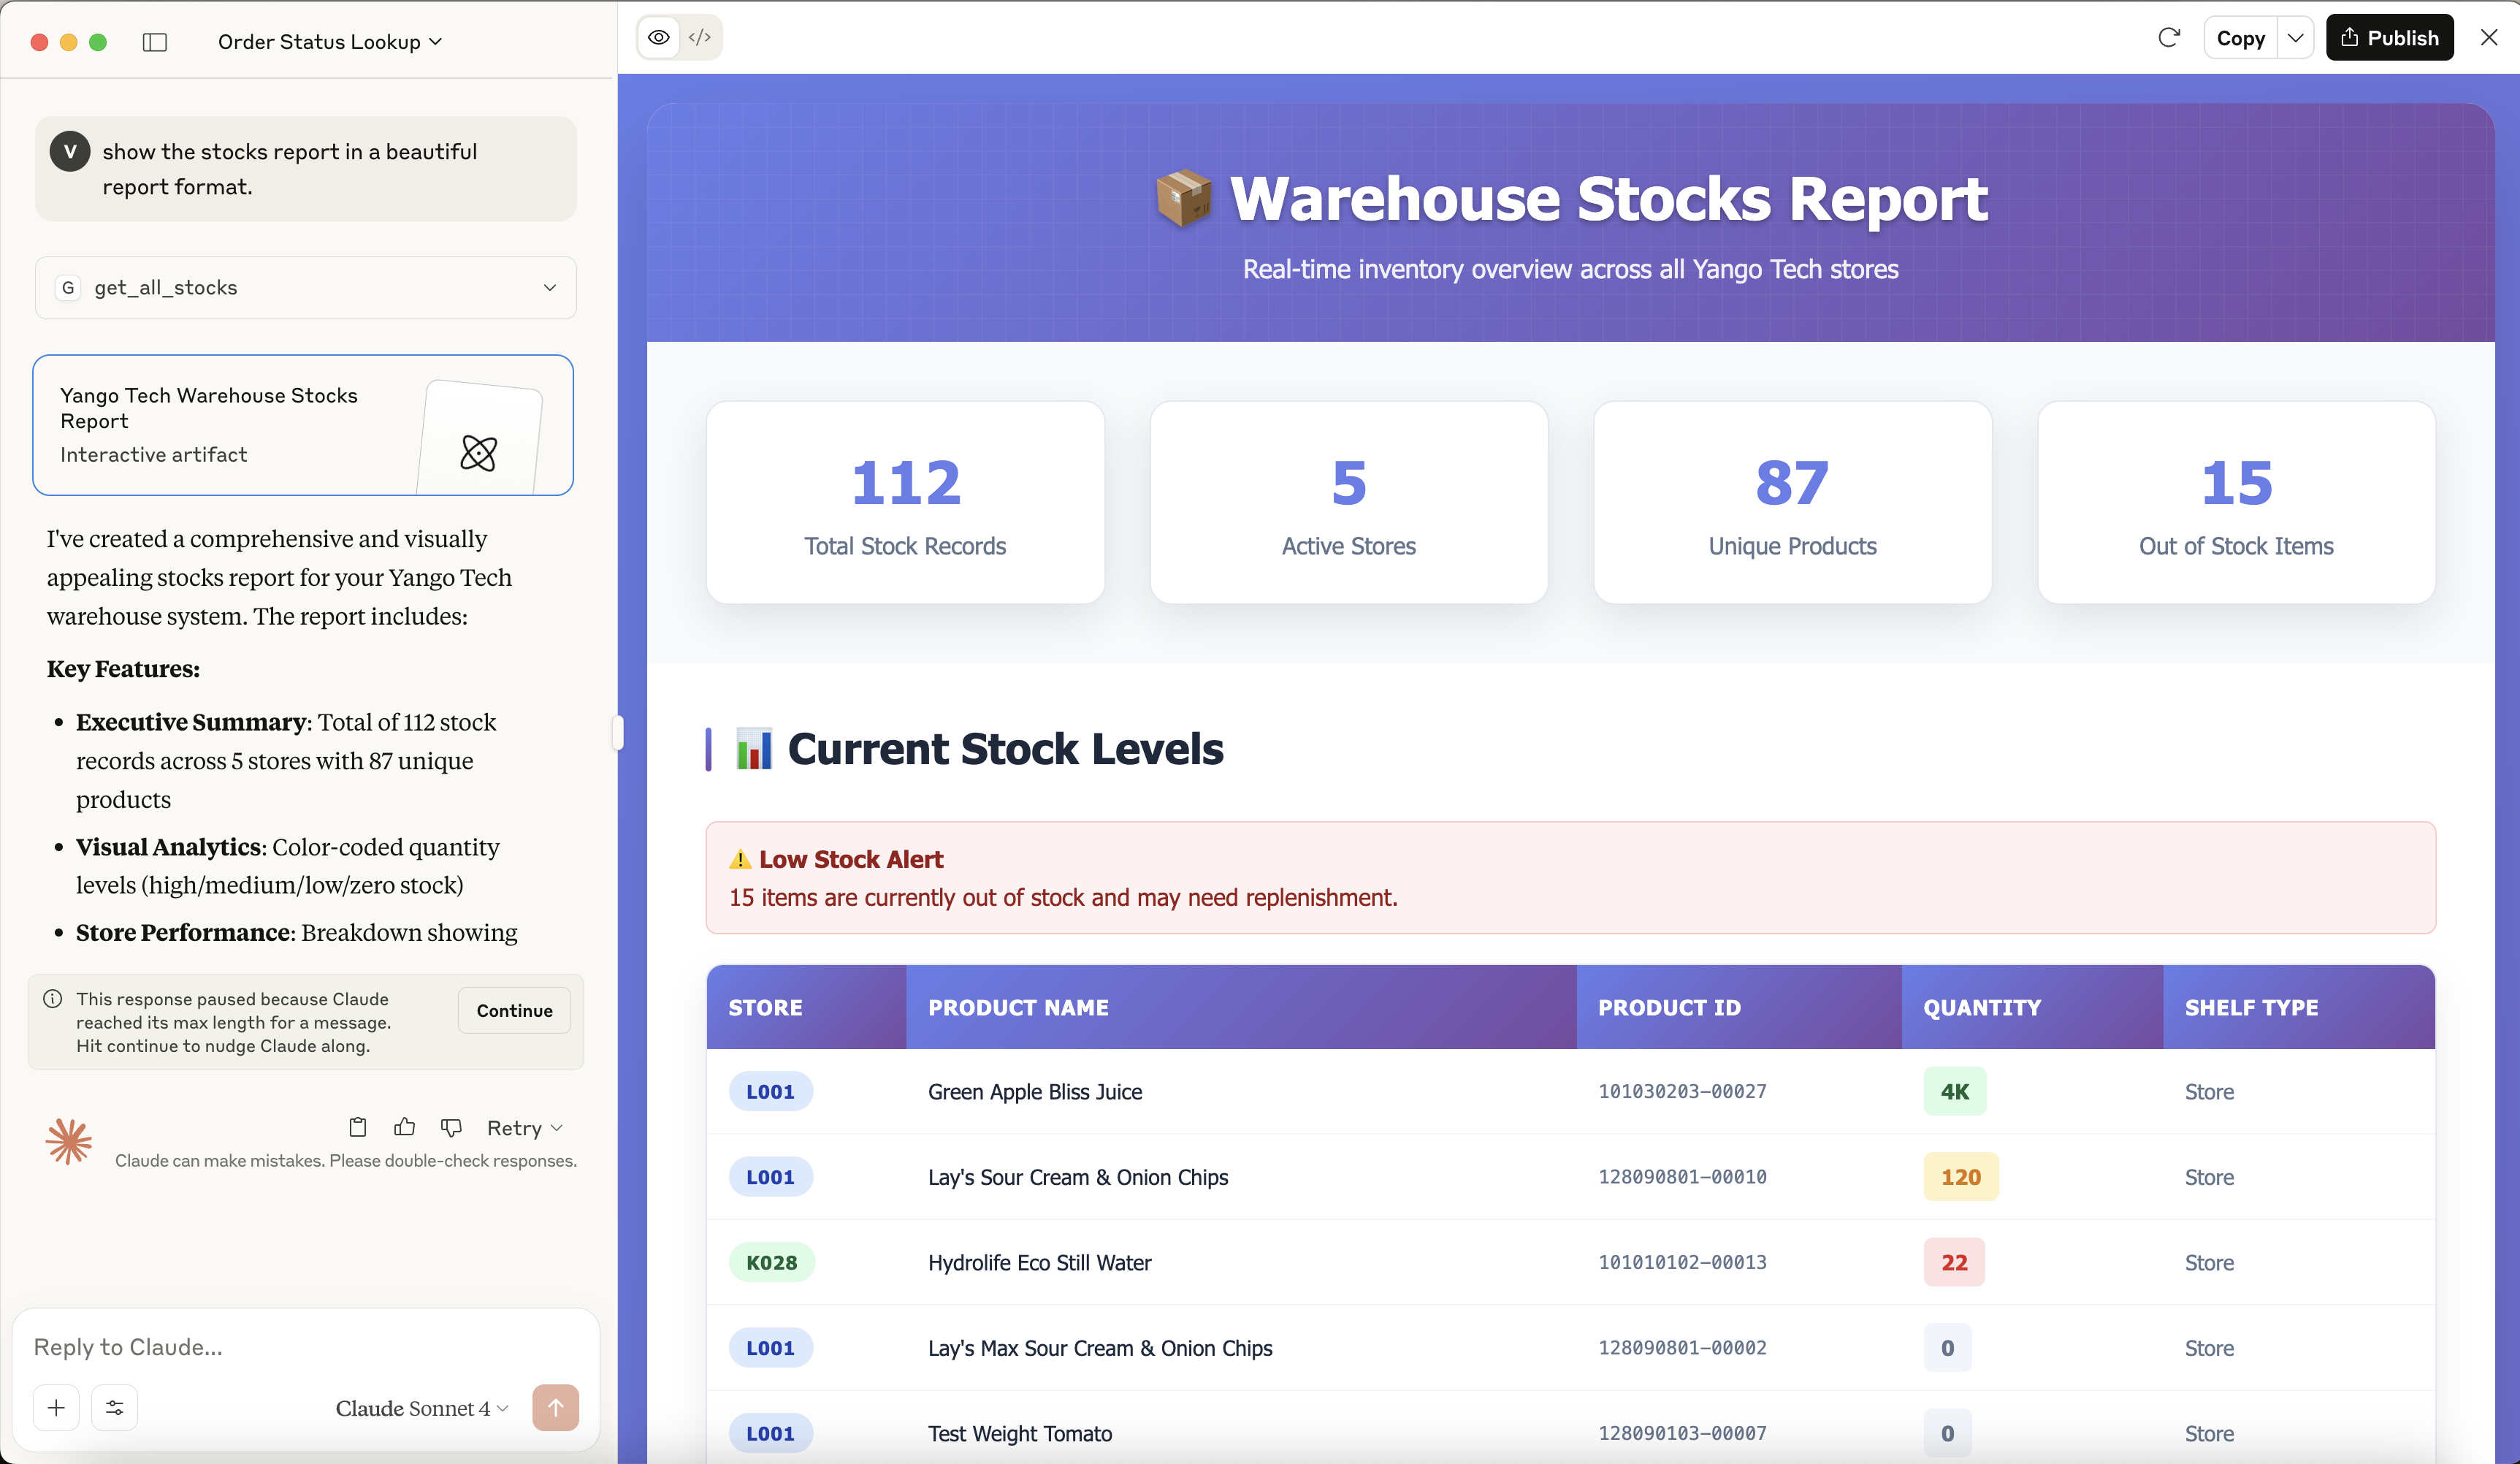 Order Status Lookup
V
show the stocks report in a beautiful
report format.
G get_all_stocks
Yango Tech Warehouse Stocks
Report
Interactive artifact
I've created a comprehensive and visually
appealing stocks report for your Yango Tech
warehouse system. The report includes:
Key Features:
• Executive Summary: Total of 112 stock
records across 5 stores with 87 unique
products
• Visual Analytics: Color-coded quantity
levels (high/medium/low/zero stock)
• Store Performance: Breakdown showing
This response paused because Claude
reached its max length for a message.
Hit continue to nudge Claude along.
Continue
Retry
Claude can make mistakes. Please double-check responses.
Reply to Claude...
Claude Sonnet 4
</>
Copy
Publish
Warehouse Stocks Report
Real-time inventory overview across all Yango Tech stores
112
Total Stock Records
5
Active Stores
87
Unique Products
15
Out of Stock Items
Current Stock Levels
Low Stock Alert
15 items are currently out of stock and may need replenishment.
STORE PRODUCT NAME PRODUCT ID QUANTITY SHELF TYPE
L001 Green Apple Bliss Juice 101030203-00027 4K Store
L001 Lay's Sour Cream & Onion Chips 128090801-00010 120 Store
K028 Hydrolife Eco Still Water 101010102-00013 22 Store
L001 Lay's Max Sour Cream & Onion Chips 128090801-00002 0 Store
L001 Test Weight Tomato 128090103-00007 0 Store